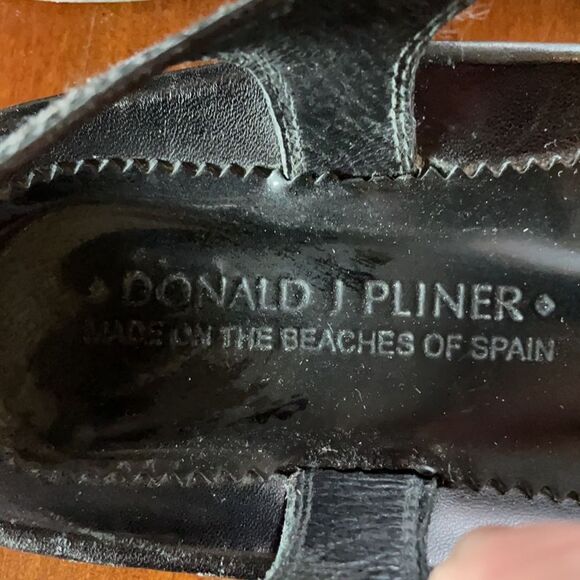 DONALD J PLINER
MADE ON THE BEACHES OF SPAIN